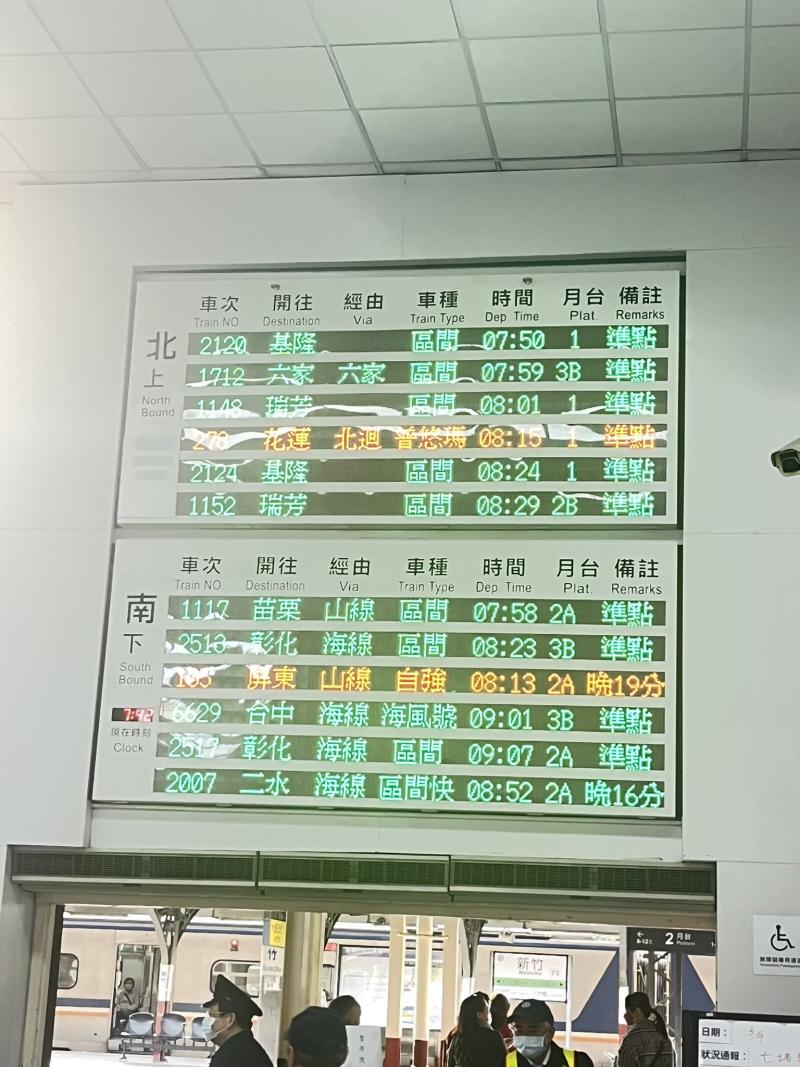 車次 開往 經由 車種 時間 月台 備註
Train NO. Destination Via Train Type Dep Time Plat. Remarks
北上
North Bound
2120 基隆 區間 07:50 1 準點
1712 六家 六家 區間 07:59 3B 準點
1148 瑞芳 區間 08:01 1 準點
278 花蓮 北迴 普悠瑪 08:15 1 準點
2124 基隆 區間 08:24 1 準點
1152 瑞芳 區間 08:29 2B 準點
車次 開往 經由 車種 時間 月台 備註
Train NO. Destination Via Train Type Dep Time Plat. Remarks
南下
South Bound
7:42
現在時刻
Clock
1117 苗栗 山線 區間 07:58 2A 準點
2513 彰化 海線 區間 08:23 3B 準點
屏東 山線 自強 08:13 2A 晚19分
6629 台中 海線 海風號 09:01 3B 準點
2517 彰化 海線 區間 09:07 2A 準點
2007 二水 海線 區間快 08:52 2A 晚16分
2 月台
Platform
新竹
竹
日期：
狀況通報：